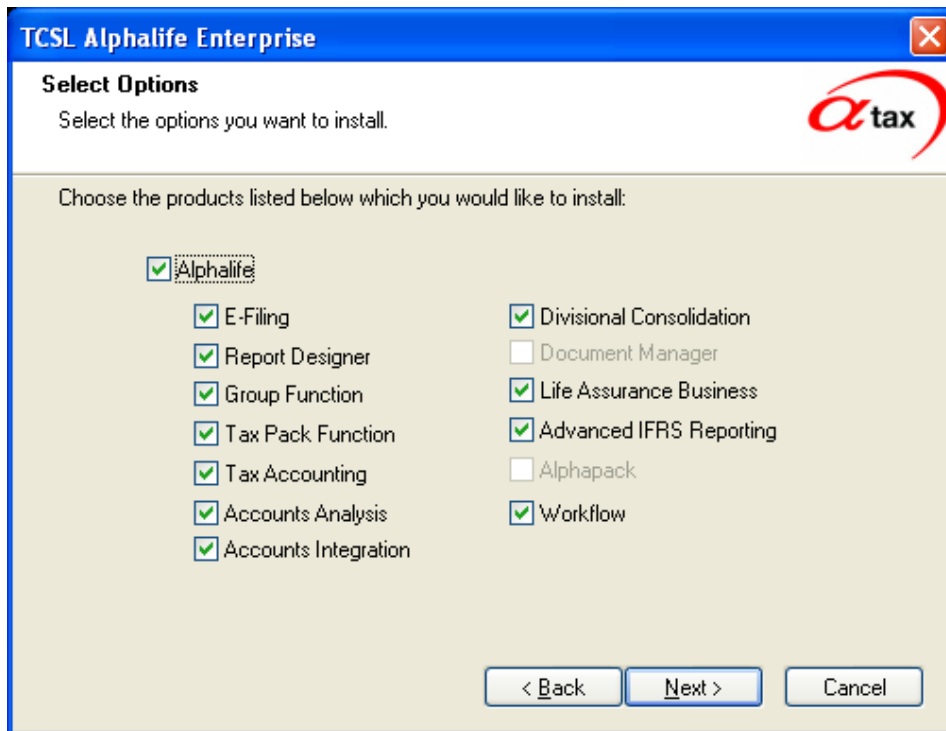 TCSL Alphalife Enterprise
Select Options
Select the options you want to install.
α tax
Choose the products listed below which you would like to install:
Alphalife
E-Filing
Divisional Consolidation
Report Designer
Document Manager
Group Function
Life Assurance Business
Tax Pack Function
Advanced IFRS Reporting
Tax Accounting
Alphapack
Accounts Analysis
Workflow
Accounts Integration
< Back
Next >
Cancel